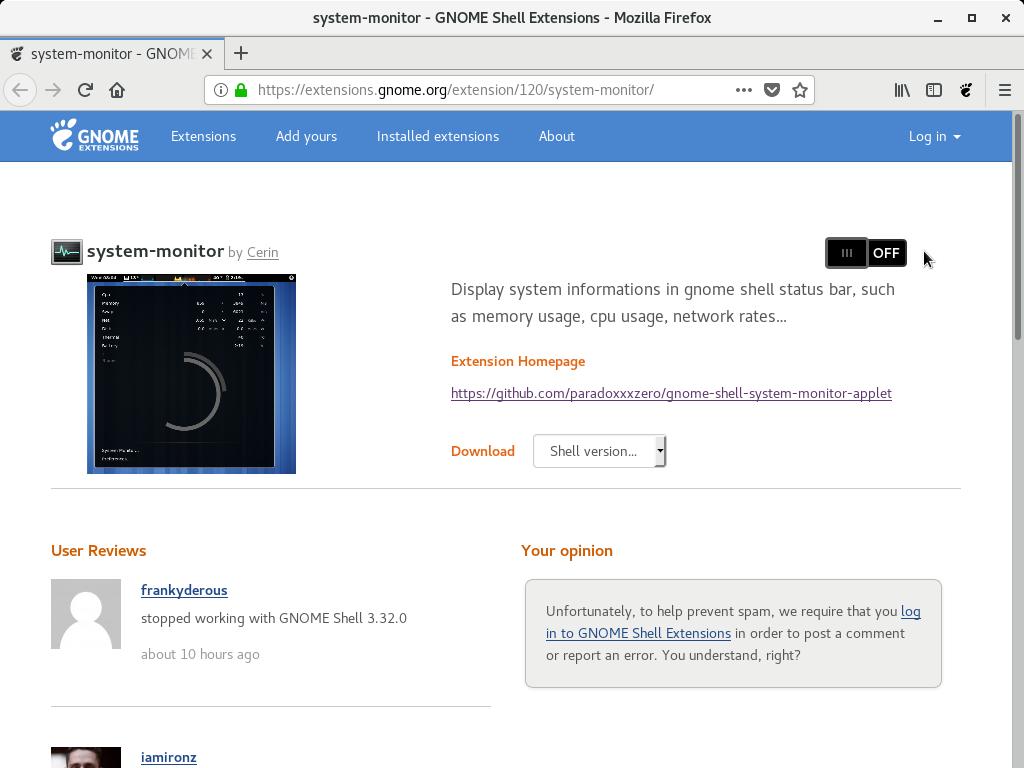 system-monitor - GNOME Shell Extensions - Mozilla Firefox
system-monitor - GNOME
https://extensions.gnome.org/extension/120/system-monitor/
GNOME
EXTENSIONS
Extensions
Add yours
Installed extensions
About
Log in
system-monitor by Cerin
OFF
Display system informations in gnome shell status bar, such
as memory usage, cpu usage, network rates...
Extension Homepage
https://github.com/paradoxxxzero/gnome-shell-system-monitor-applet
Download
Shell version...
User Reviews
frankyderous
stopped working with GNOME Shell 3.32.0
about 10 hours ago
iamironz
Your opinion
Unfortunately, to help prevent spam, we require that you log
in to GNOME Shell Extensions in order to post a comment
or report an error. You understand, right?